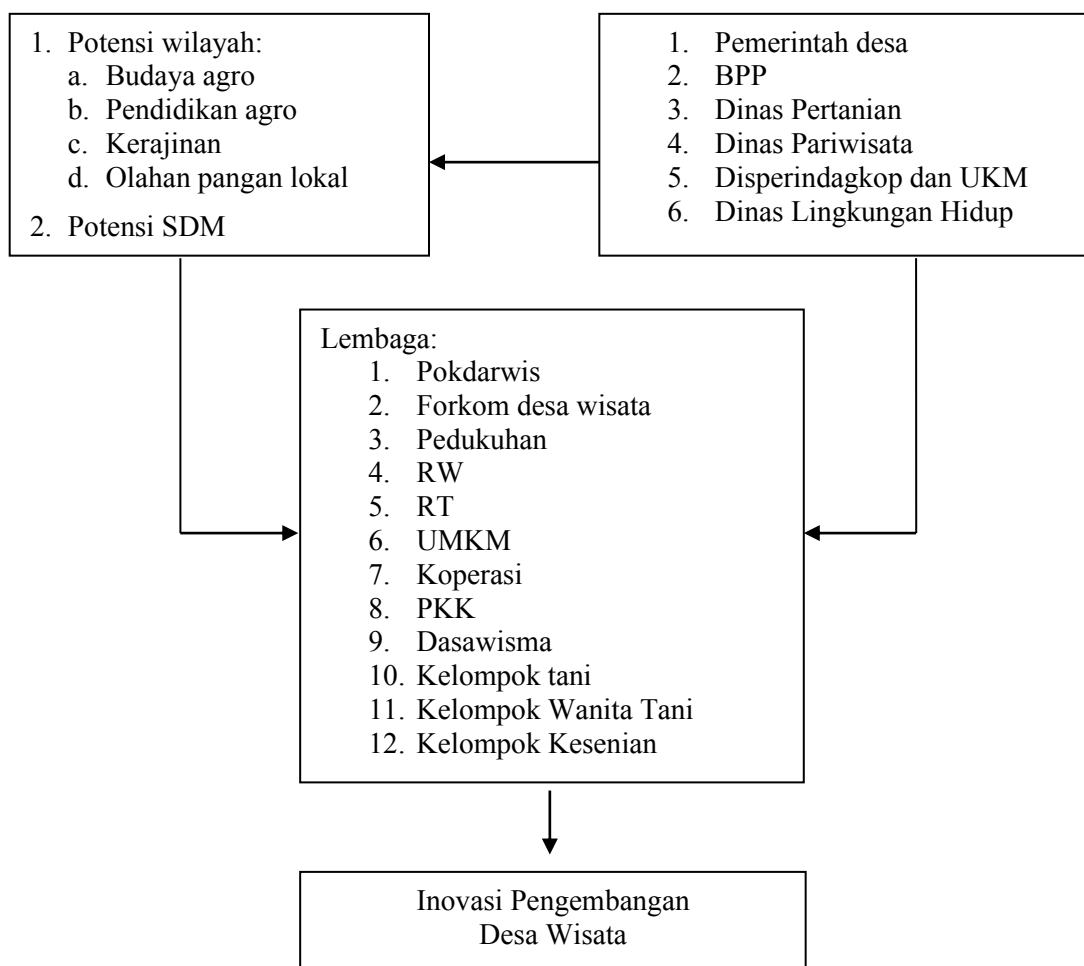 1. Potensi wilayah:
a. Budaya agro
b. Pendidikan agro
c. Kerajinan
d. Olahan pangan lokal
2. Potensi SDM
1. Pemerintah desa
2. BPP
3. Dinas Pertanian
4. Dinas Pariwisata
5. Disperindagkop dan UKM
6. Dinas Lingkungan Hidup
Lembaga:
1. Pokdarwis
2. Forkom desa wisata
3. Pedukuhan
4. RW
5. RT
6. UMKM
7. Koperasi
8. PKK
9. Dasawisma
10. Kelompok tani
11. Kelompok Wanita Tani
12. Kelompok Kesenian
Inovasi Pengembangan
Desa Wisata